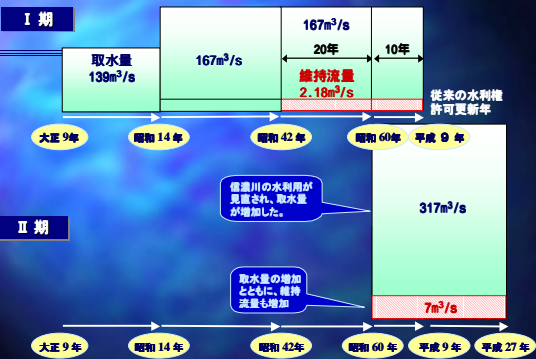 Ⅰ 期
取水量
139m³/s
167m³/s
167m³/s
20年
10年
維持流量
2.18m³/s
従来の水利権
許可更新年
大正 9年
昭和 14 年
昭和 42 年
昭和 60年
平成 9 年
信濃川の水利用が
見直され、取水量
が増加した。
317m³/s
Ⅱ 期
取水量の増加
とともに、維持
流量も増加
7m³/s
大正 9 年
昭和 14 年
昭和 42年
昭和 60 年
平成 9 年
平成 27 年